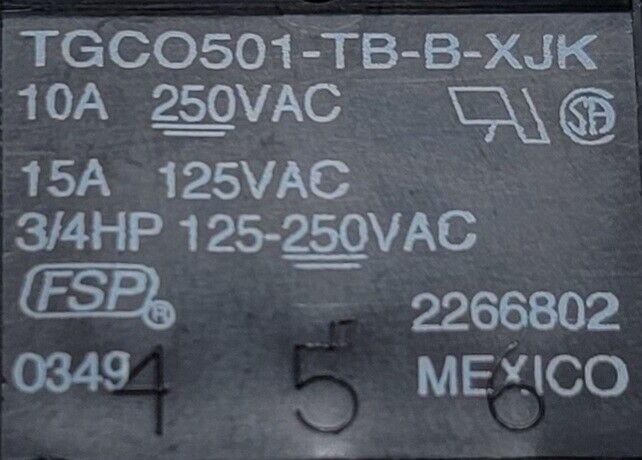 TGCO501-TB-B-XJK
10A 250VAC
15A 125VAC
3/4HP 125-250VAC
FSP®
2266802
0349 MEXICO
4 5 6